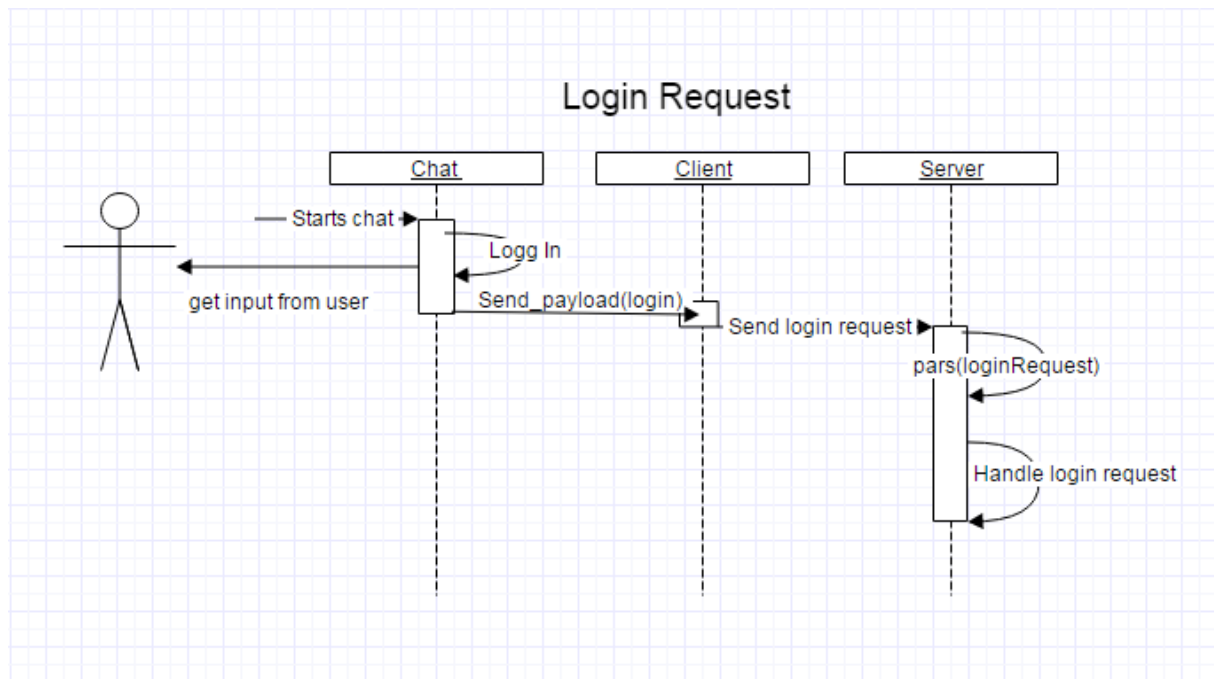 Login Request
Chat
Client
Server
Starts chat
Logg In
get input from user
Send_payload(login)
Send login request
pars(loginRequest)
Handle login request